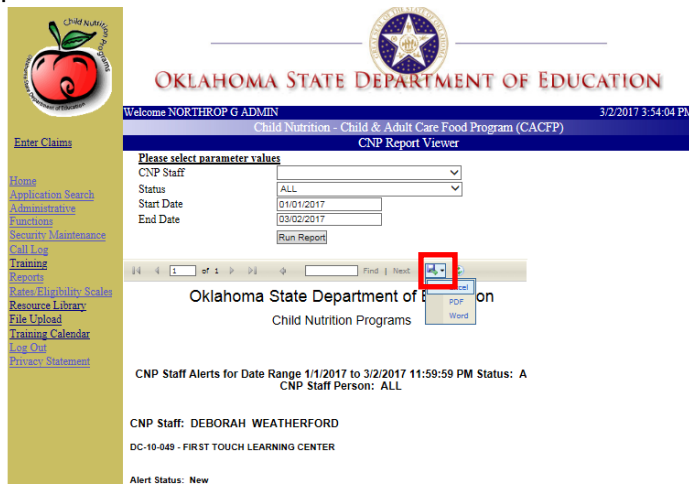 Child Nutrition Programs
OKLAHOMA STATE DEPARTMENT OF EDUCATION
Welcome NORTHROP G ADMIN 3/2/2017 3:54:04 PM
Child Nutrition - Child & Adult Care Food Program (CACFP)
CNP Report Viewer
Enter Claims
Home
Application Search
Administrative
Functions
Security Maintenance
Call Log
Training
Reports
Rates/Eligibility Scales
Resource Library
File Upload
Training Calendar
Log Out
Privacy Statement
Please select parameter values
CNP Staff
Status ALL
Start Date 01/01/2017
End Date 03/02/2017
Run Report
1 of 1 Find | Next
Excel
PDF
Word
Oklahoma State Department of
Child Nutrition Programs
CNP Staff Alerts for Date Range 1/1/2017 to 3/2/2017 11:59:59 PM Status: A
CNP Staff Person: ALL
CNP Staff: DEBORAH WEATHERFORD
DC-10-049 - FIRST TOUCH LEARNING CENTER
Alert Status: New